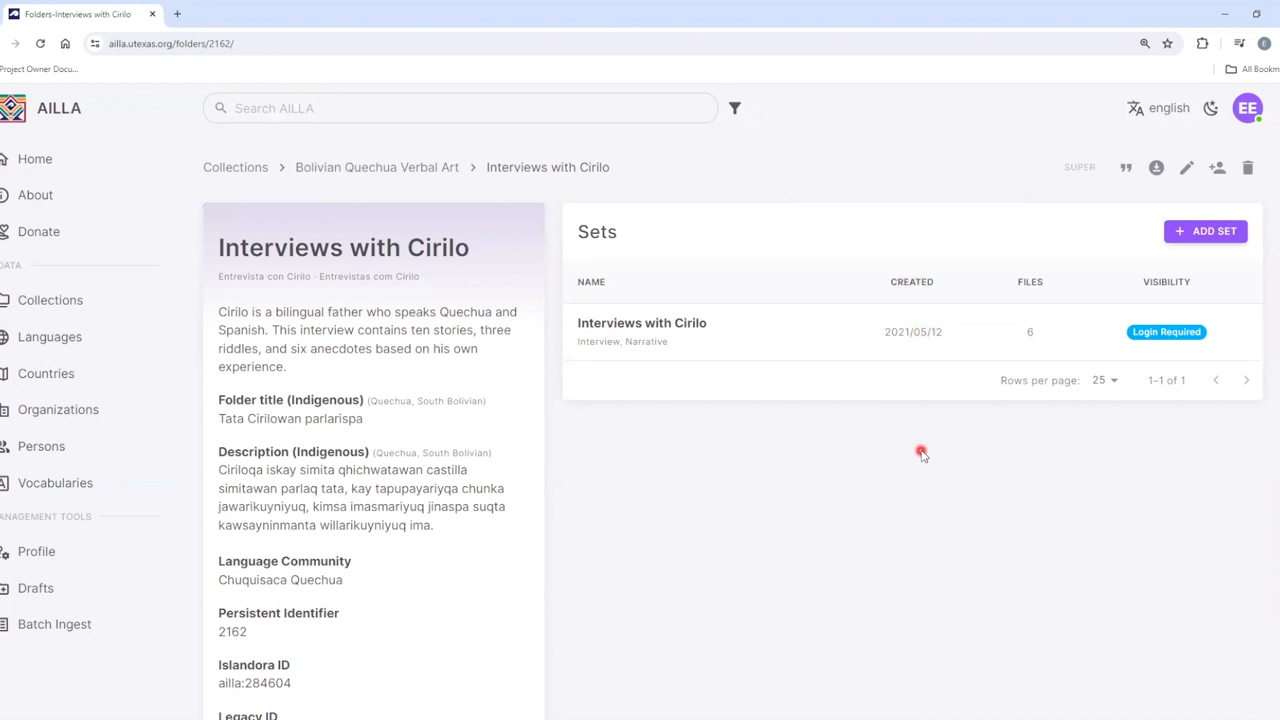 Folders-Interviews with Cirilo
ailla.utexas.org/folders/2162/
E
Project Owner Docu...
All Bookm
AILLA
Search AILLA
english
EE
Home
About
Donate
DATA
Collections
Languages
Countries
Organizations
Persons
Vocabularies
ANAGEMENT TOOLS
Profile
Drafts
Batch Ingest
Collections > Bolivian Quechua Verbal Art > Interviews with Cirilo
SUPER
Interviews with Cirilo
Entrevista con Cirilo · Entrevistas com Cirilo
Cirilo is a bilingual father who speaks Quechua and
Spanish. This interview contains ten stories, three
riddles, and six anecdotes based on his own
experience.
Folder title (Indigenous) (Quechua, South Bolivian)
Tata Cirilowan parlarispa
Description (Indigenous) (Quechua, South Bolivian)
Ciriloqa iskay simita qhichwatawan castilla
simitawan parlaq tata, kay tapupayariyqa chunka
jawarikuyniyuq, kimsa imasmariyuq jinaspa suqta
kawsayninmanta willarikuyniyuq ima.
Language Community
Chuquisaca Quechua
Persistent Identifier
2162
Islandora ID
ailla:284604
Legacy ID
Sets
+ ADD SET
NAME CREATED FILES VISIBILITY
Interviews with Cirilo 2021/05/12 6 Login Required
Interview, Narrative
Rows per page: 25 1–1 of 1